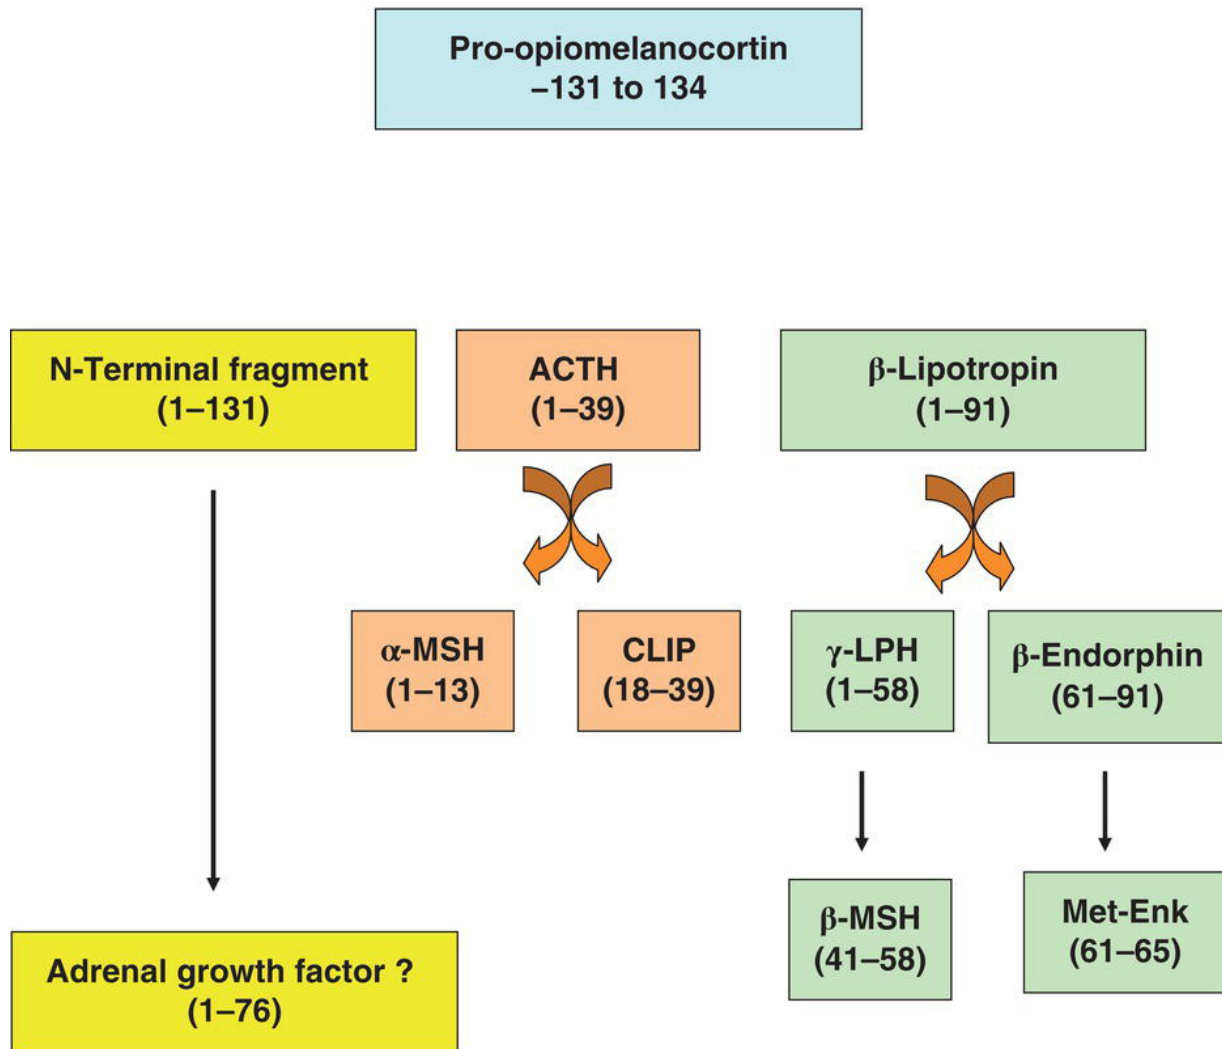 Pro-opiomelanocortin
–131 to 134
N-Terminal fragment
(1–131)
ACTH
(1–39)
β-Lipotropin
(1–91)
α-MSH
(1–13)
CLIP
(18–39)
γ-LPH
(1–58)
β-Endorphin
(61–91)
β-MSH
(41–58)
Met-Enk
(61–65)
Adrenal growth factor ?
(1–76)